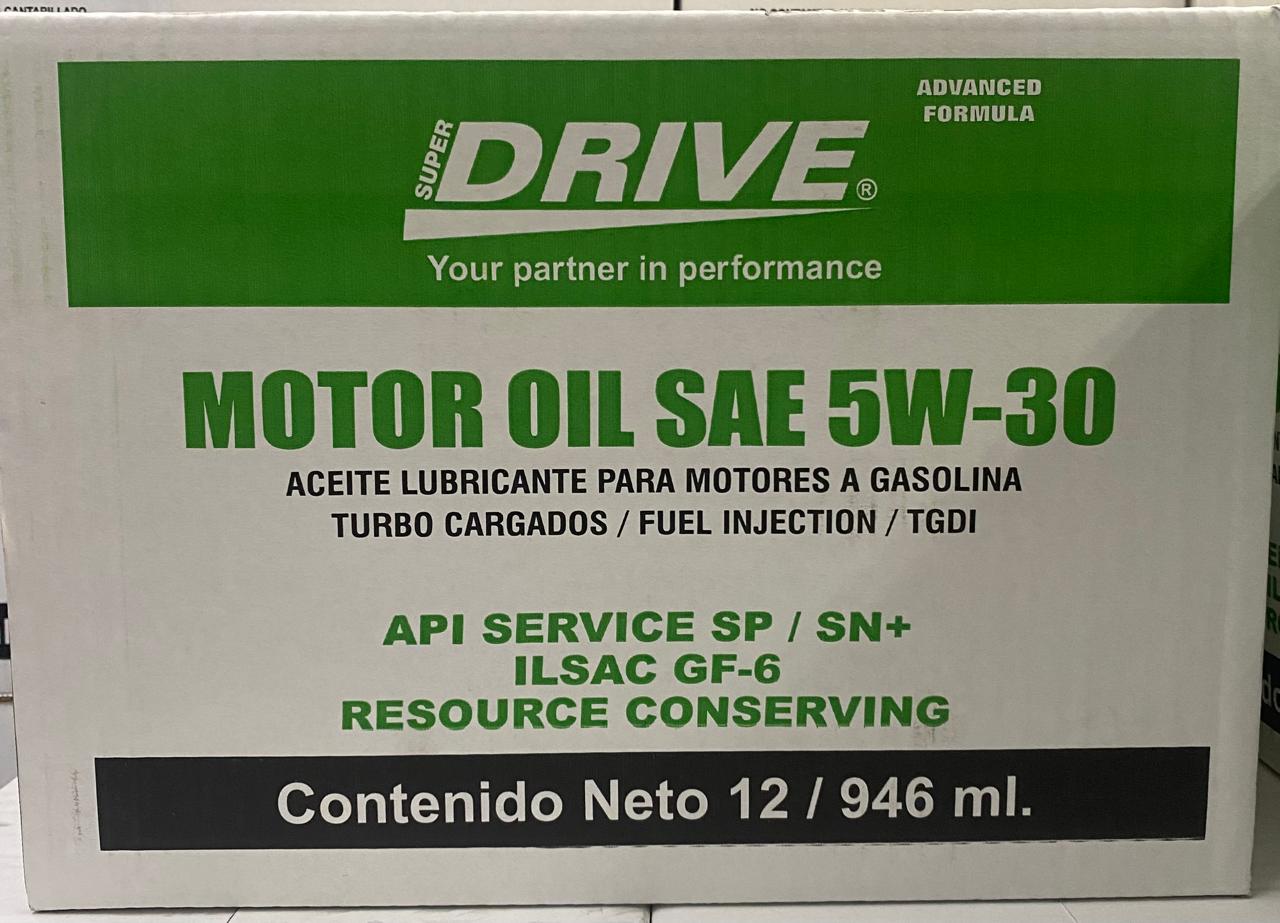 ADVANCED
FORMULA
SUPER
DRIVE®
Your partner in performance
MOTOR OIL SAE 5W-30
ACEITE LUBRICANTE PARA MOTORES A GASOLINA
TURBO CARGADOS / FUEL INJECTION / TGDI
API SERVICE SP / SN+
ILSAC GF-6
RESOURCE CONSERVING
Contenido Neto 12 / 946 ml.